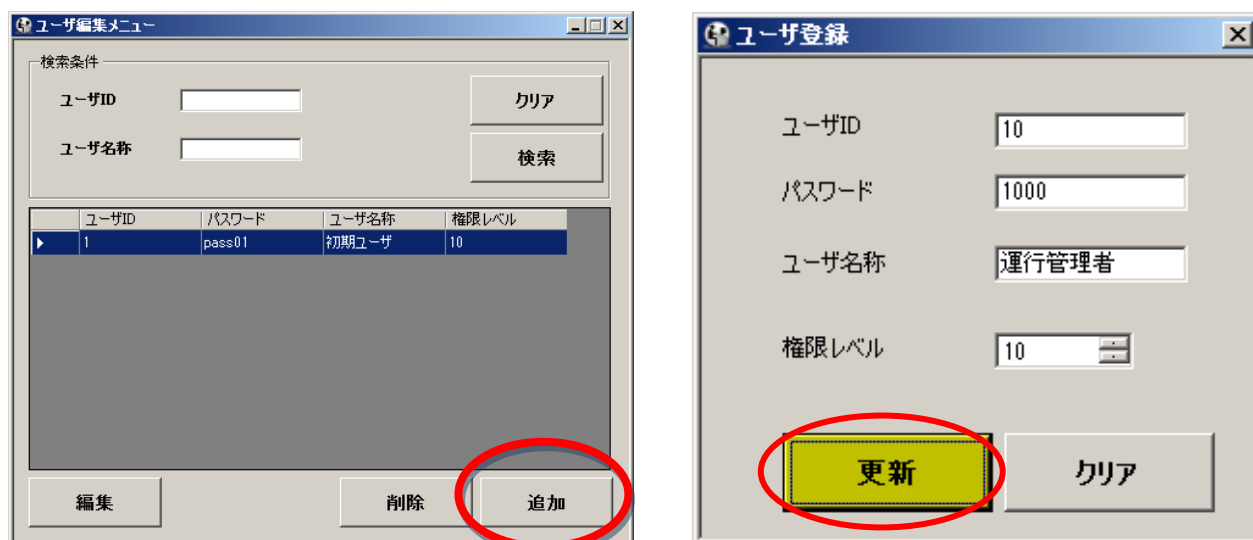 ユーザ編集メニュー
検索条件
ユーザID
クリア
ユーザ名称
検索
ユーザID パスワード ユーザ名称 権限レベル
1 pass01 初期ユーザ 10
編集 削除 追加
ユーザ登録
ユーザID 10
パスワード 1000
ユーザ名称 運行管理者
権限レベル 10
更新 クリア